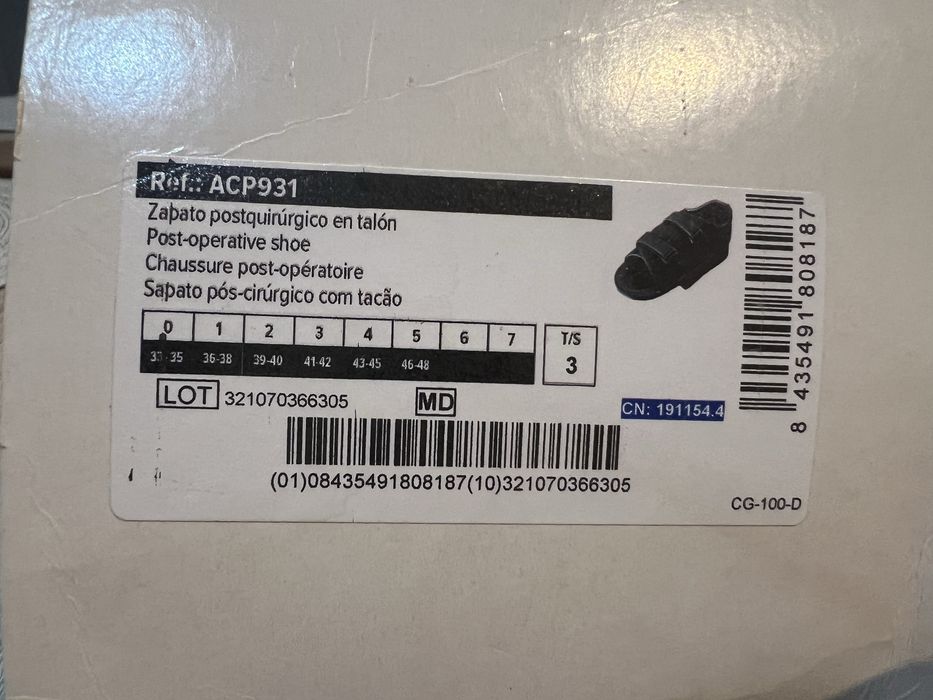 Ref.: ACP931
Zapato postquirúrgico en talón
Post-operative shoe
Chaussure post-opératoire
Sapato pós-cirúrgico com tacão
0 1 2 3 4 5 6 7
35 36-38 39-40 41-42 43-45 46-48
T/S
3
LOT 321070366305 MD
CN: 191154.4
(01)08435491808187(10)321070366305
8 435491 808187
CG-100-D